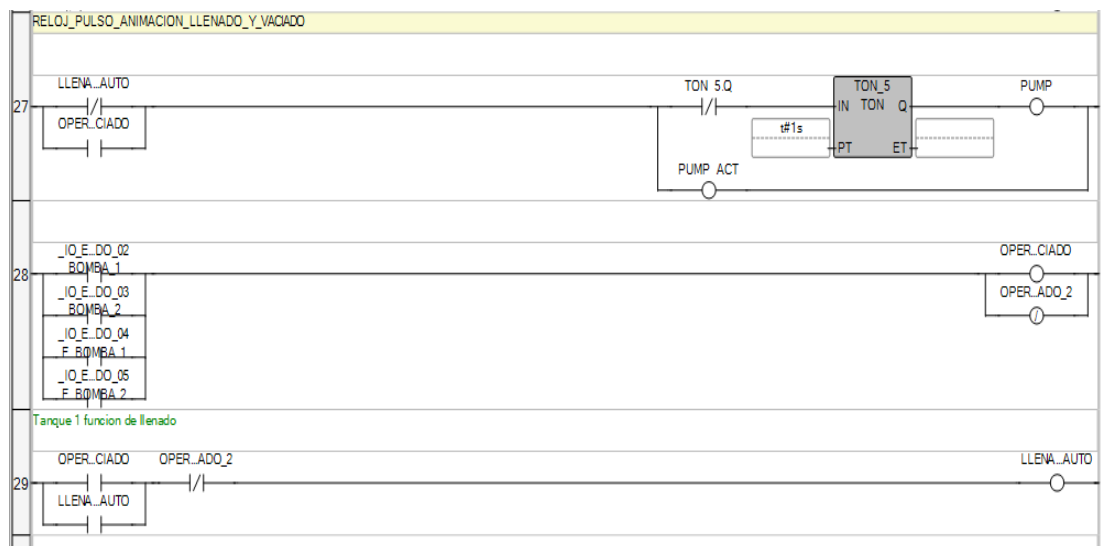 RELOJ_PULSO_ANIMACION_LLENADO_Y_VACIADO
27
LLENA...AUTO
OPER...CIADO
TON_5.Q
TON_5
IN TON Q
PT ET
t#1s
PUMP
PUMP_ACT
28
_IO_E...DO_02
BOMBA_1
_IO_E...DO_03
BOMBA_2
_IO_E...DO_04
F_BOMBA_1
_IO_E...DO_05
F_BOMBA_2
OPER...CIADO
OPER...ADO_2
Tanque 1 funcion de llenado
29
OPER...CIADO
OPER...ADO_2
LLENA...AUTO
LLENA...AUTO